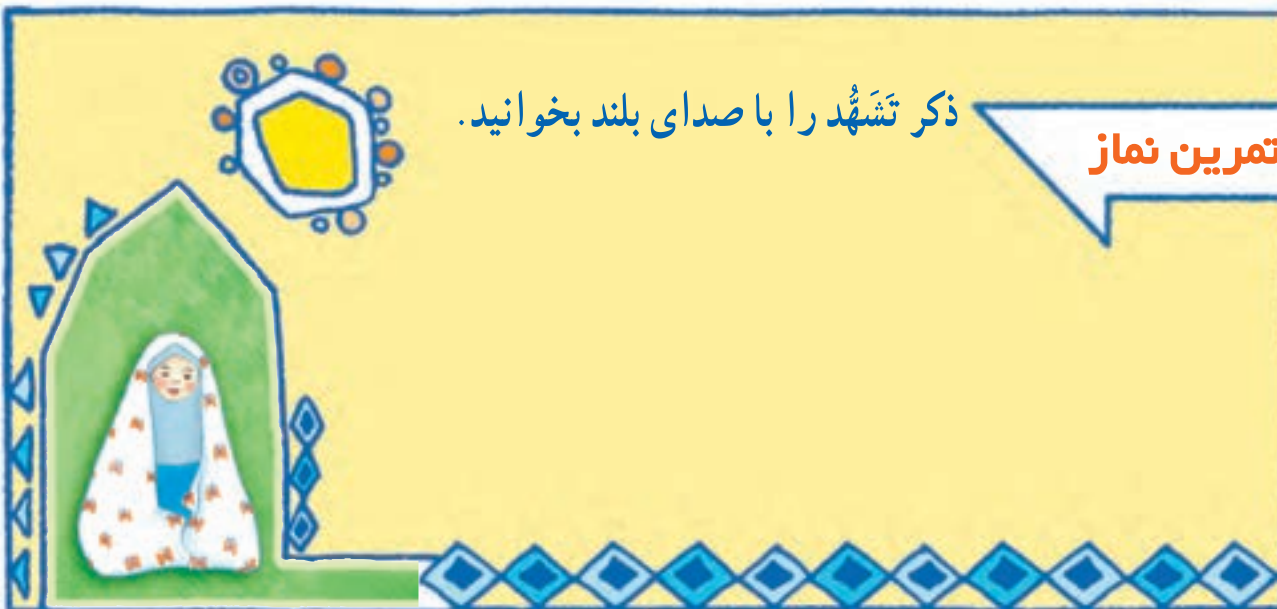 تمرین نماز
ذکر تَشَهُّد را با صدای بلند بخوانید.